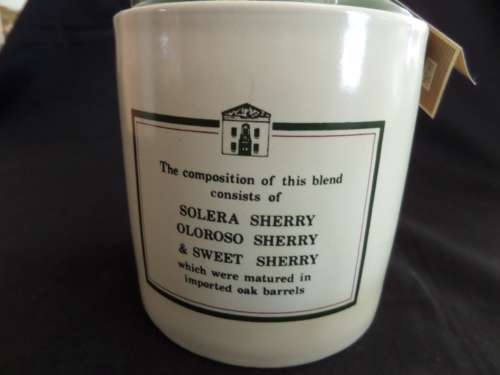 The composition of this blend
consists of
SOLERA SHERRY
OLOROSO SHERRY
& SWEET SHERRY
which were matured in
imported oak barrels